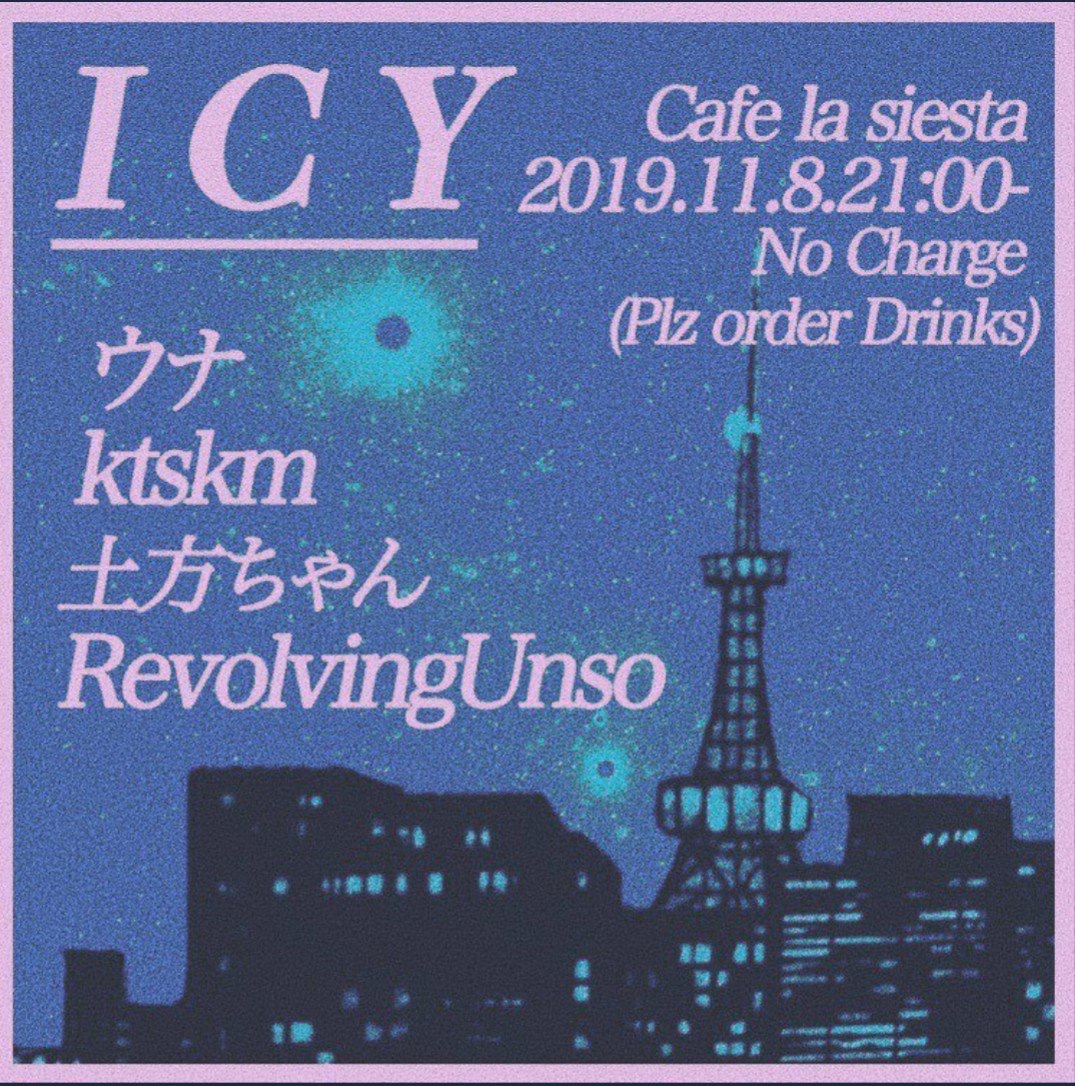 ICY
Cafe la siesta
2019.11.8.21:00-
No Charge
(Plz order Drinks)
ウナ
ktskm
土方ちゃん
RevolvingUnso